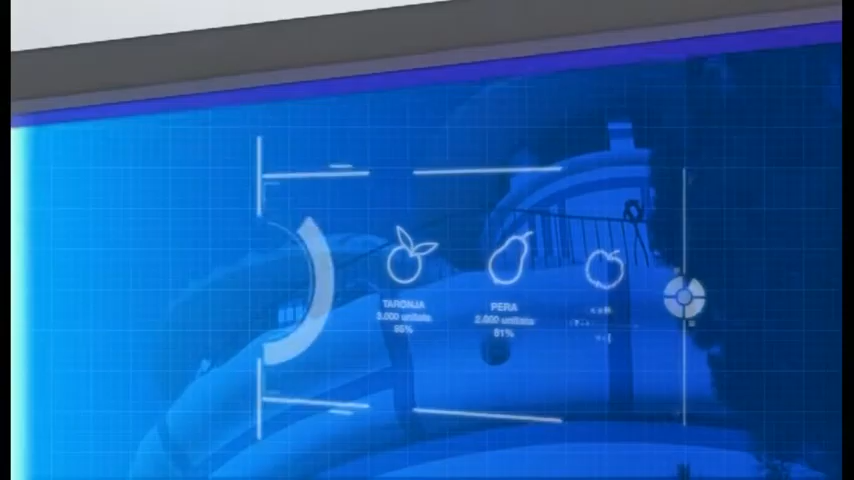 TARONJA
3.000 unitats
95%
PERA
2.000 unitats
81%